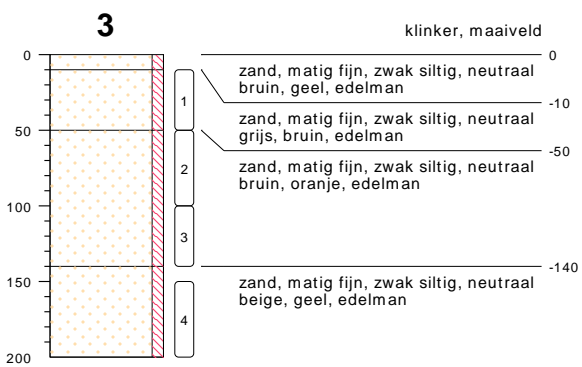 3
klinker, maaiveld
0
0
zand, matig fijn, zwak siltig, neutraal
bruin, geel, edelman
-10
1
zand, matig fijn, zwak siltig, neutraal
grijs, bruin, edelman
50
-50
zand, matig fijn, zwak siltig, neutraal
bruin, oranje, edelman
2
100
3
-140
150
zand, matig fijn, zwak siltig, neutraal
beige, geel, edelman
4
200